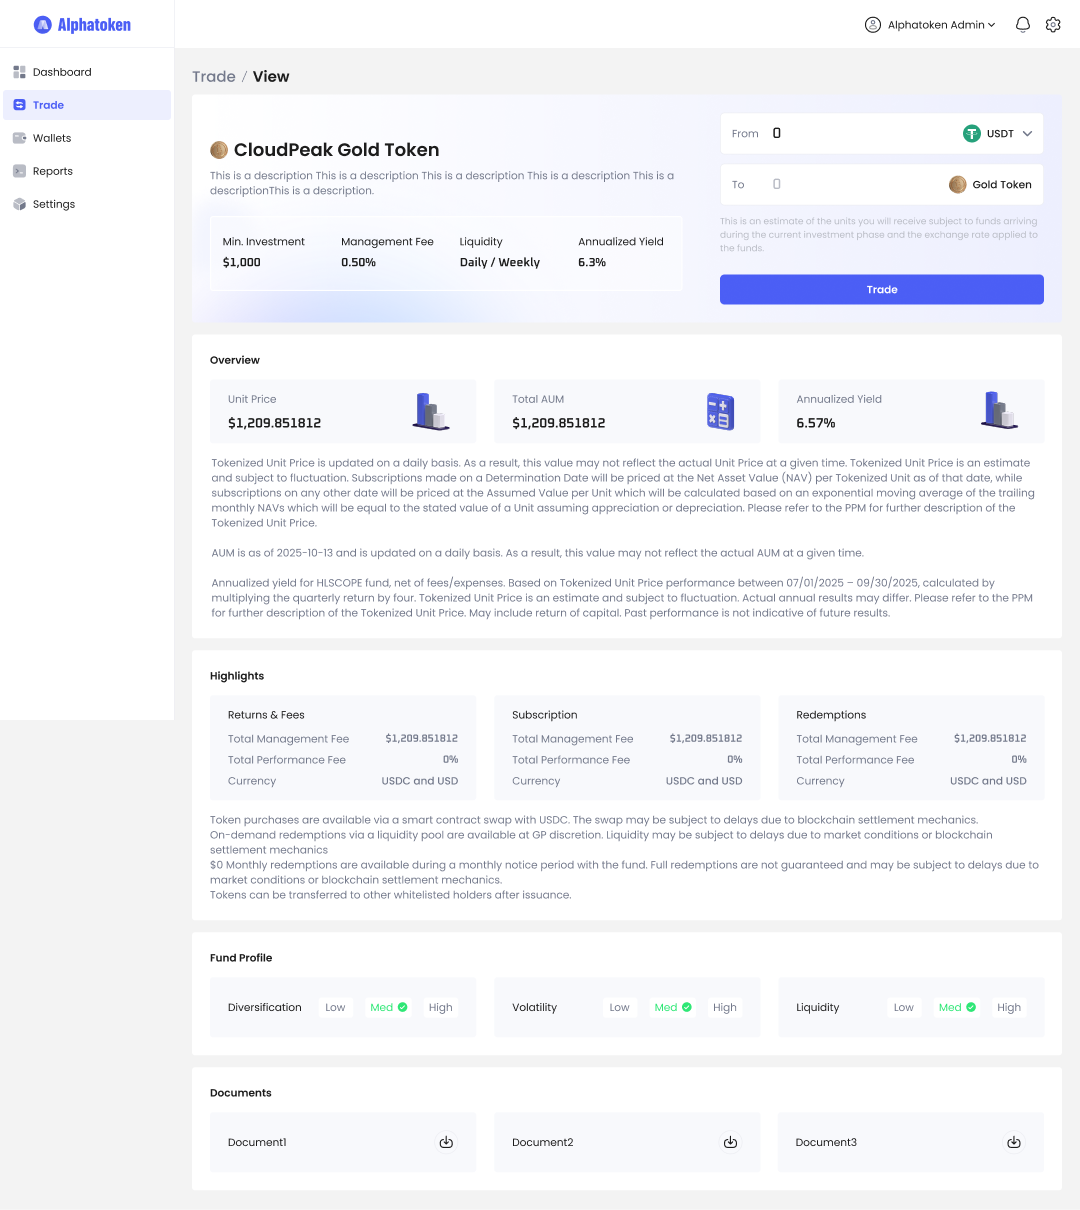 Alphatoken
Alphatoken Admin
Dashboard
Trade
Wallets
Reports
Settings
Trade / View
CloudPeak Gold Token
This is a description This is a description This is a description This is a description This is a
descriptionThis is a description.
Min. Investment
$1,000
Management Fee
0.50%
Liquidity
Daily / Weekly
Annualized Yield
6.3%
From 0 USDT
To 0 Gold Token
This is an estimate of the units you will receive subject to funds arriving
during the current investment phase and the exchange rate applied to
the funds.
Trade
Overview
Unit Price
$1,209.851812
Total AUM
$1,209.851812
Annualized Yield
6.57%
Tokenized Unit Price is updated on a daily basis. As a result, this value may not reflect the actual Unit Price at a given time. Tokenized Unit Price is an estimate
and subject to fluctuation. Subscriptions made on a Determination Date will be priced at the Net Asset Value (NAV) per Tokenized Unit as of that date, while
subscriptions on any other date will be priced at the Assumed Value per Unit which will be calculated based on an exponential moving average of the trailing
monthly NAVs which will be equal to the stated value of a Unit assuming appreciation or depreciation. Please refer to the PPM for further description of the
Tokenized Unit Price.
AUM is as of 2025-10-13 and is updated on a daily basis. As a result, this value may not reflect the actual AUM at a given time.
Annualized yield for HLSCOPE fund, net of fees/expenses. Based on Tokenized Unit Price performance between 07/01/2025 – 09/30/2025, calculated by
multiplying the quarterly return by four. Tokenized Unit Price is an estimate and subject to fluctuation. Actual annual results may differ. Please refer to the PPM
for further description of the Tokenized Unit Price. May include return of capital. Past performance is not indicative of future results.
Highlights
Returns & Fees
Total Management Fee $1,209.851812
Total Performance Fee 0%
Currency USDC and USD
Subscription
Total Management Fee $1,209.851812
Total Performance Fee 0%
Currency USDC and USD
Redemptions
Total Management Fee $1,209.851812
Total Performance Fee 0%
Currency USDC and USD
Token purchases are available via a smart contract swap with USDC. The swap may be subject to delays due to blockchain settlement mechanics.
On-demand redemptions via a liquidity pool are available at GP discretion. Liquidity may be subject to delays due to market conditions or blockchain
settlement mechanics
$0 Monthly redemptions are available during a monthly notice period with the fund. Full redemptions are not guaranteed and may be subject to delays due to
market conditions or blockchain settlement mechanics.
Tokens can be transferred to other whitelisted holders after issuance.
Fund Profile
Diversification Low Med High
Volatility Low Med High
Liquidity Low Med High
Documents
Document1
Document2
Document3